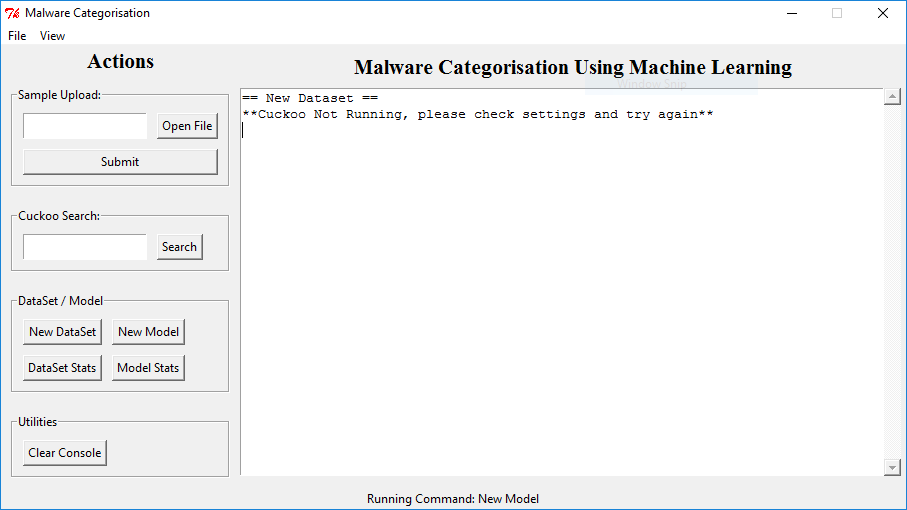 Malware Categorisation
File View
Actions
Malware Categorisation Using Machine Learning
Window Snip
Sample Upload:
Open File
Submit
Cuckoo Search:
Search
DataSet / Model
New DataSet New Model
DataSet Stats Model Stats
Utilities
Clear Console
== New Dataset ==
**Cuckoo Not Running, please check settings and try again**
Running Command: New Model